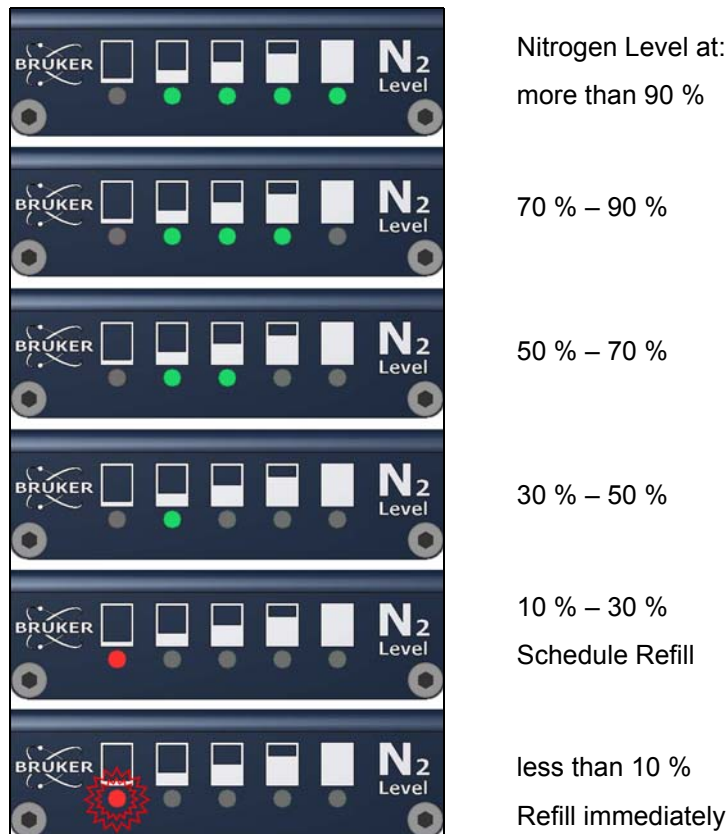 BRUKER
N2
Level
Nitrogen Level at:
more than 90 %
BRUKER
N2
Level
70 % – 90 %
BRUKER
N2
Level
50 % – 70 %
BRUKER
N2
Level
30 % – 50 %
BRUKER
N2
Level
10 % – 30 %
Schedule Refill
BRUKER
N2
Level
less than 10 %
Refill immediately